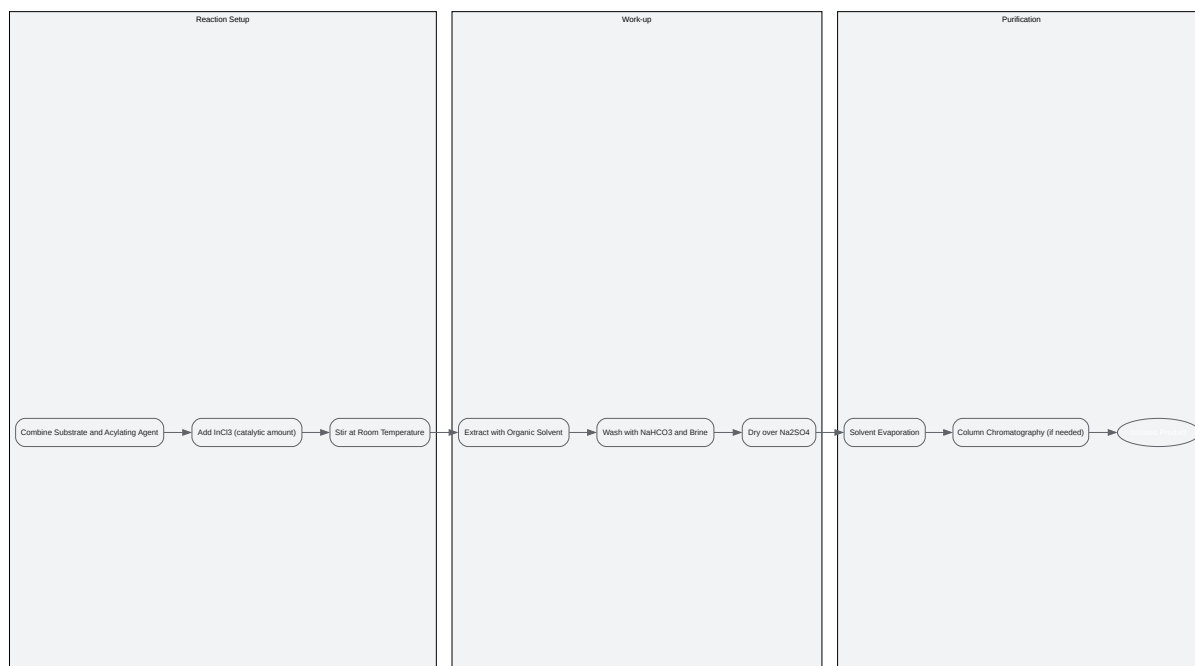 Reaction Setup
Combine Substrate and Acylating Agent
Add InCl3 (catalytic amount)
Stir at Room Temperature
Work-up
Extract with Organic Solvent
Wash with NaHCO3 and Brine
Dry over Na2SO4
Purification
Solvent Evaporation
Column Chromatography (if needed)